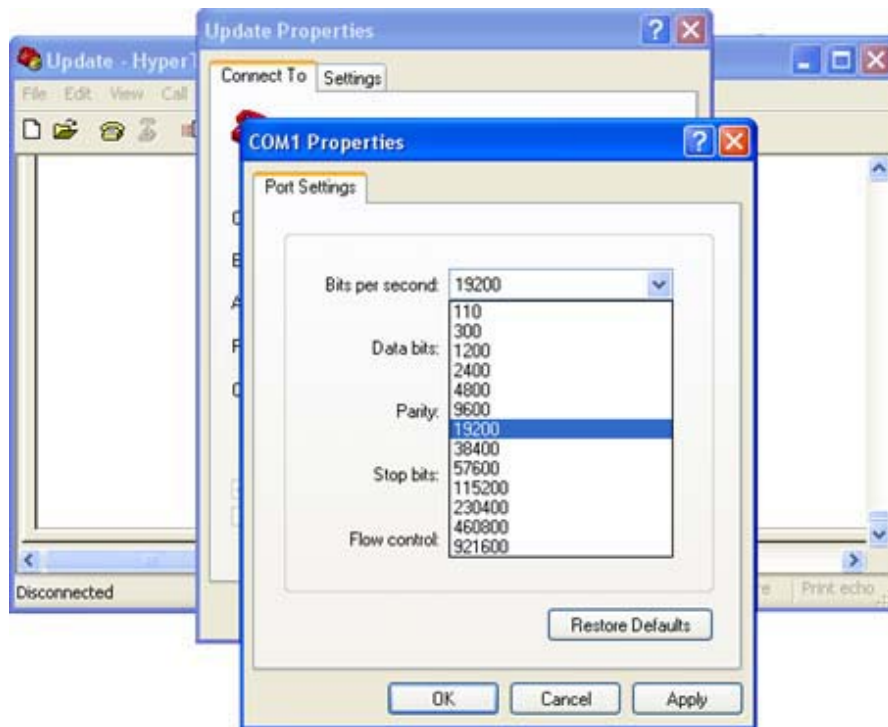 Update Properties
Update - Hyper
File Edit View Call
Connect To Settings
COM1 Properties
Port Settings
Bits per second: 19200
110
300
Data bits:
1200
2400
4800
Parity:
9600
19200
38400
Stop bits:
57600
115200
230400
Flow control:
460800
921600
Disconnected
Print echo
Restore Defaults
OK Cancel Apply